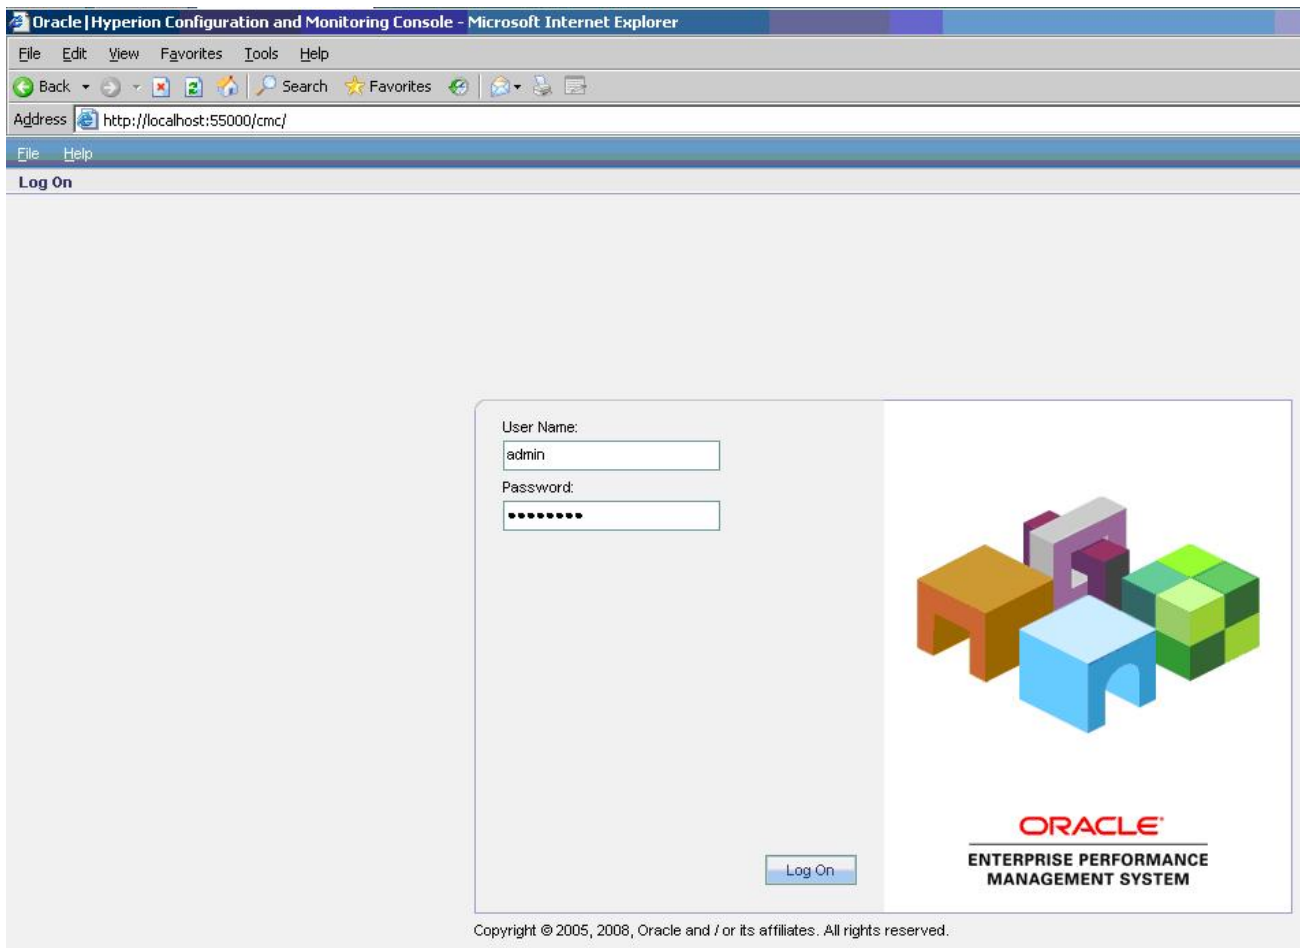 Oracle | Hyperion Configuration and Monitoring Console - Microsoft Internet Explorer
File Edit View Favorites Tools Help
Back Search Favorites
Address http://localhost:55000/cmc/
File Help
Log On
User Name:
admin
Password:
••••••••
Log On
ORACLE
ENTERPRISE PERFORMANCE
MANAGEMENT SYSTEM
Copyright © 2005, 2008, Oracle and / or its affiliates. All rights reserved.